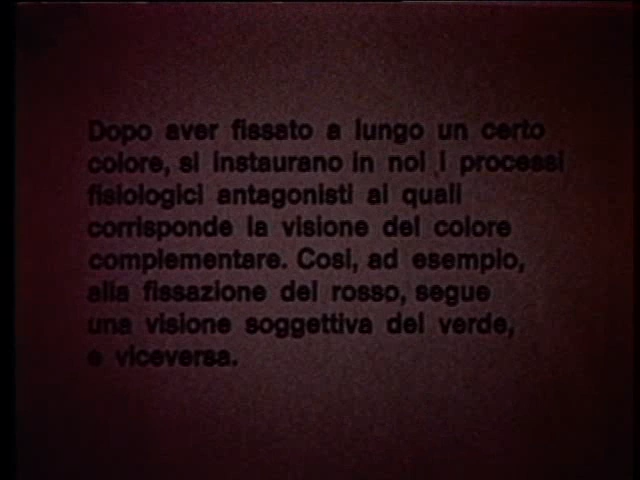 Dopo aver fissato a lungo un certo
colore, si instaurano in noi i processi
fisiologici antagonisti ai quali
corrisponde la visione del colore
complementare. Cosi, ad esempio,
alla fissazione del rosso, segue
una visione soggettiva del verde,
e viceversa.